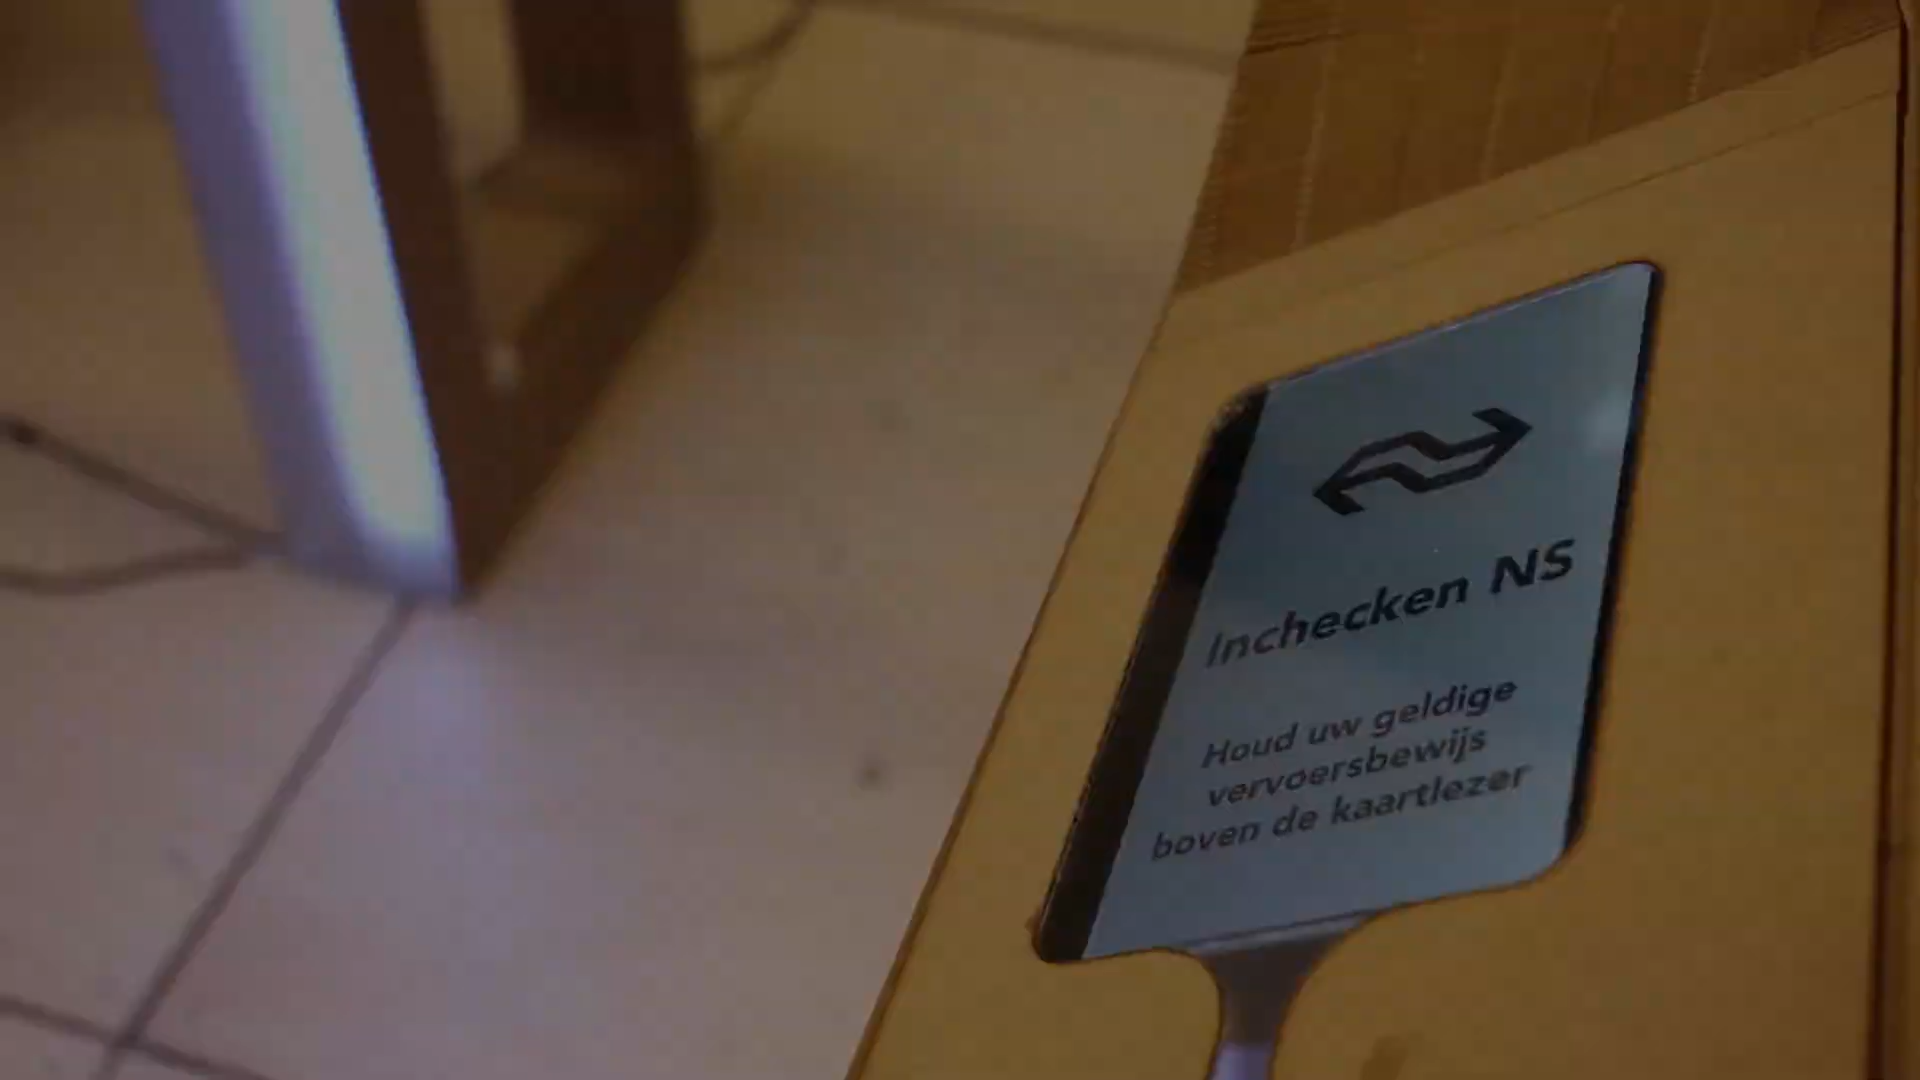 Inchecken NS
Houd uw geldige
vervoersbewijs
boven de kaartlezer